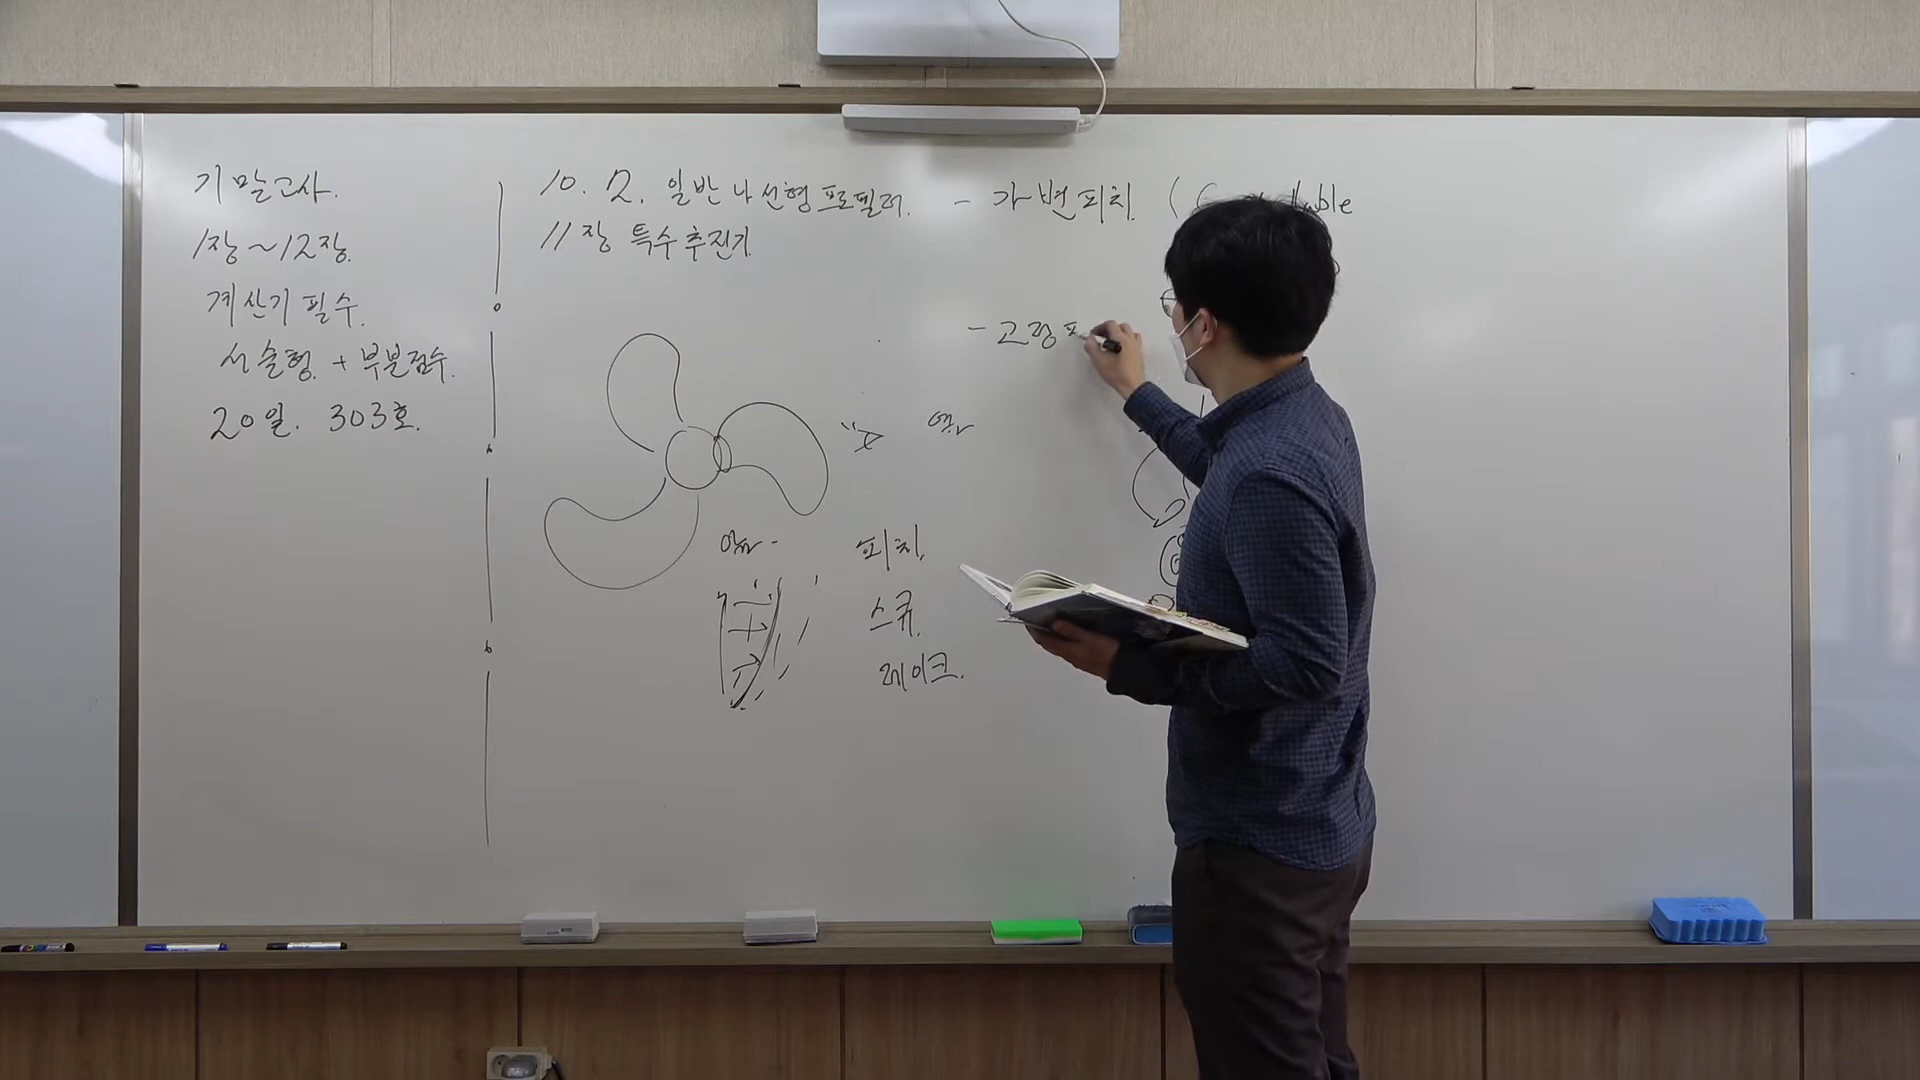 기말고사.
1장~12장.
계산기 필수.
서술형 + 부분점수.
20일. 303호.
10. 2. 일반 나선형 프로펠러. - 가변피치 (
11장 특수추진기
- 고정 피
피치.
스큐.
레이크.